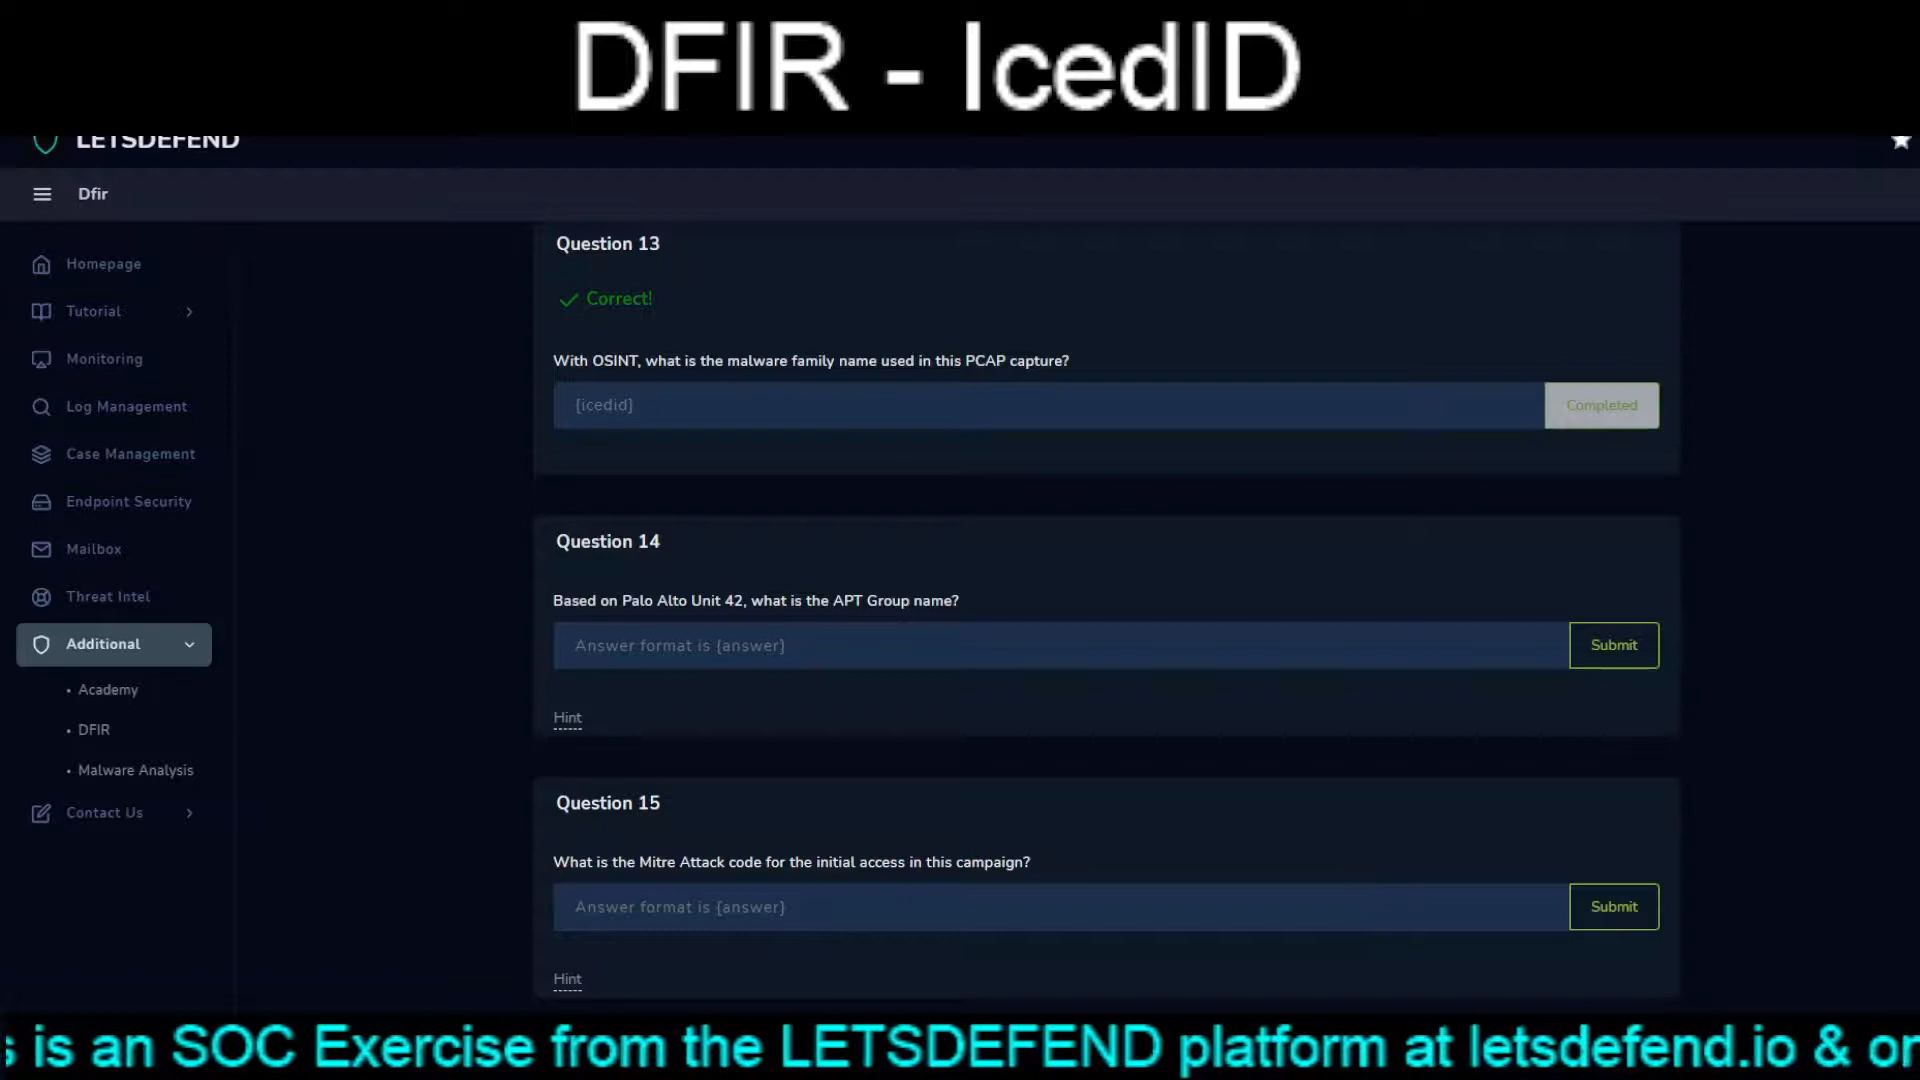 DFIR - IcedID
LETSDEFEND
Dfir
Homepage
Tutorial
Monitoring
Log Management
Case Management
Endpoint Security
Mailbox
Threat Intel
Additional
Academy
DFIR
Malware Analysis
Contact Us
Question 13
Correct!
With OSINT, what is the malware family name used in this PCAP capture?
{icedid}
Completed
Question 14
Based on Palo Alto Unit 42, what is the APT Group name?
Answer format is {answer}
Submit
Hint
Question 15
What is the Mitre Attack code for the initial access in this campaign?
Answer format is {answer}
Submit
Hint
s is an SOC Exercise from the LETSDEFEND platform at letsdefend.io & or